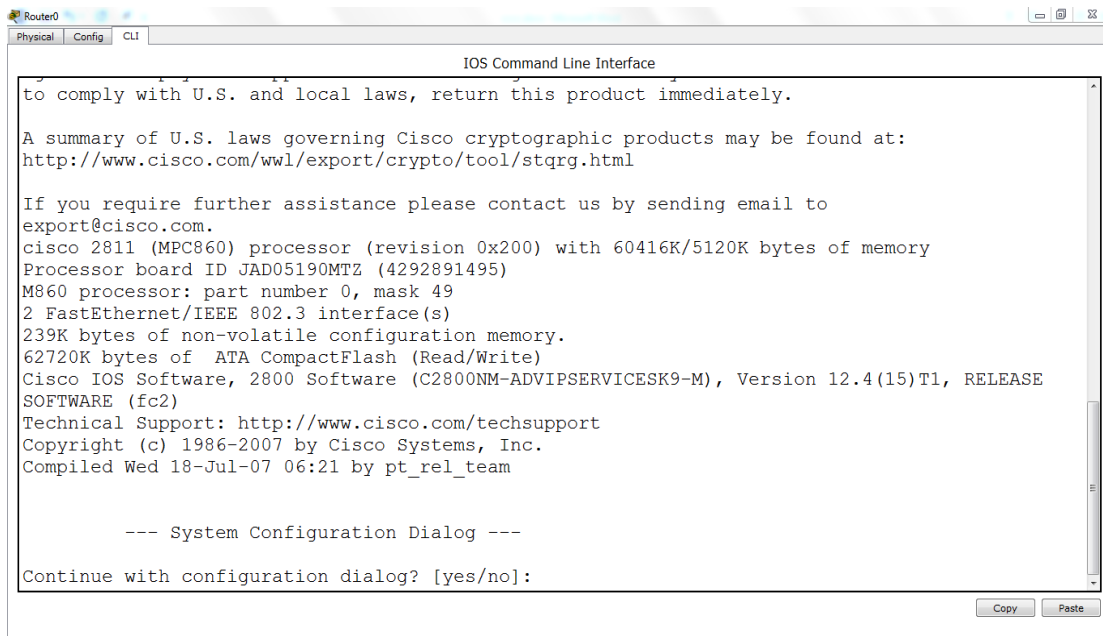 Router0
Physical Config CLI
IOS Command Line Interface
to comply with U.S. and local laws, return this product immediately.
A summary of U.S. laws governing Cisco cryptographic products may be found at:
http://www.cisco.com/wwl/export/crypto/tool/stqrg.html
If you require further assistance please contact us by sending email to
export@cisco.com.
cisco 2811 (MPC860) processor (revision 0x200) with 60416K/5120K bytes of memory
Processor board ID JAD05190MTZ (4292891495)
M860 processor: part number 0, mask 49
2 FastEthernet/IEEE 802.3 interface(s)
239K bytes of non-volatile configuration memory.
62720K bytes of  ATA CompactFlash (Read/Write)
Cisco IOS Software, 2800 Software (C2800NM-ADVIPSERVICESK9-M), Version 12.4(15)T1, RELEASE
SOFTWARE (fc2)
Technical Support: http://www.cisco.com/techsupport
Copyright (c) 1986-2007 by Cisco Systems, Inc.
Compiled Wed 18-Jul-07 06:21 by pt_rel_team
--- System Configuration Dialog ---
Continue with configuration dialog? [yes/no]:
Copy Paste